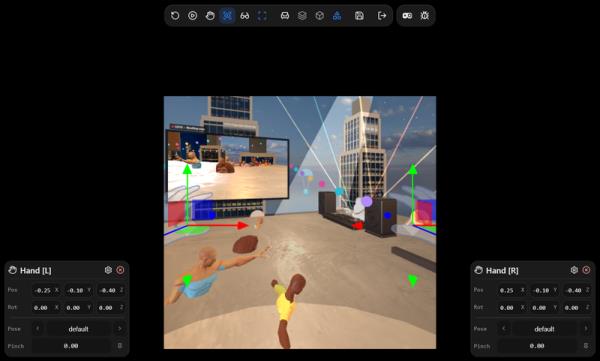 Hand [L]
Pos -0.25 X -0.10 Y -0.40 Z
Rot 0.00 X 0.00 Y 0.00 Z
Pose < default >
Pinch 0.00
Hand [R]
Pos 0.25 X -0.10 Y -0.40 Z
Rot 0.00 X 0.00 Y 0.00 Z
Pose < default >
Pinch 0.00